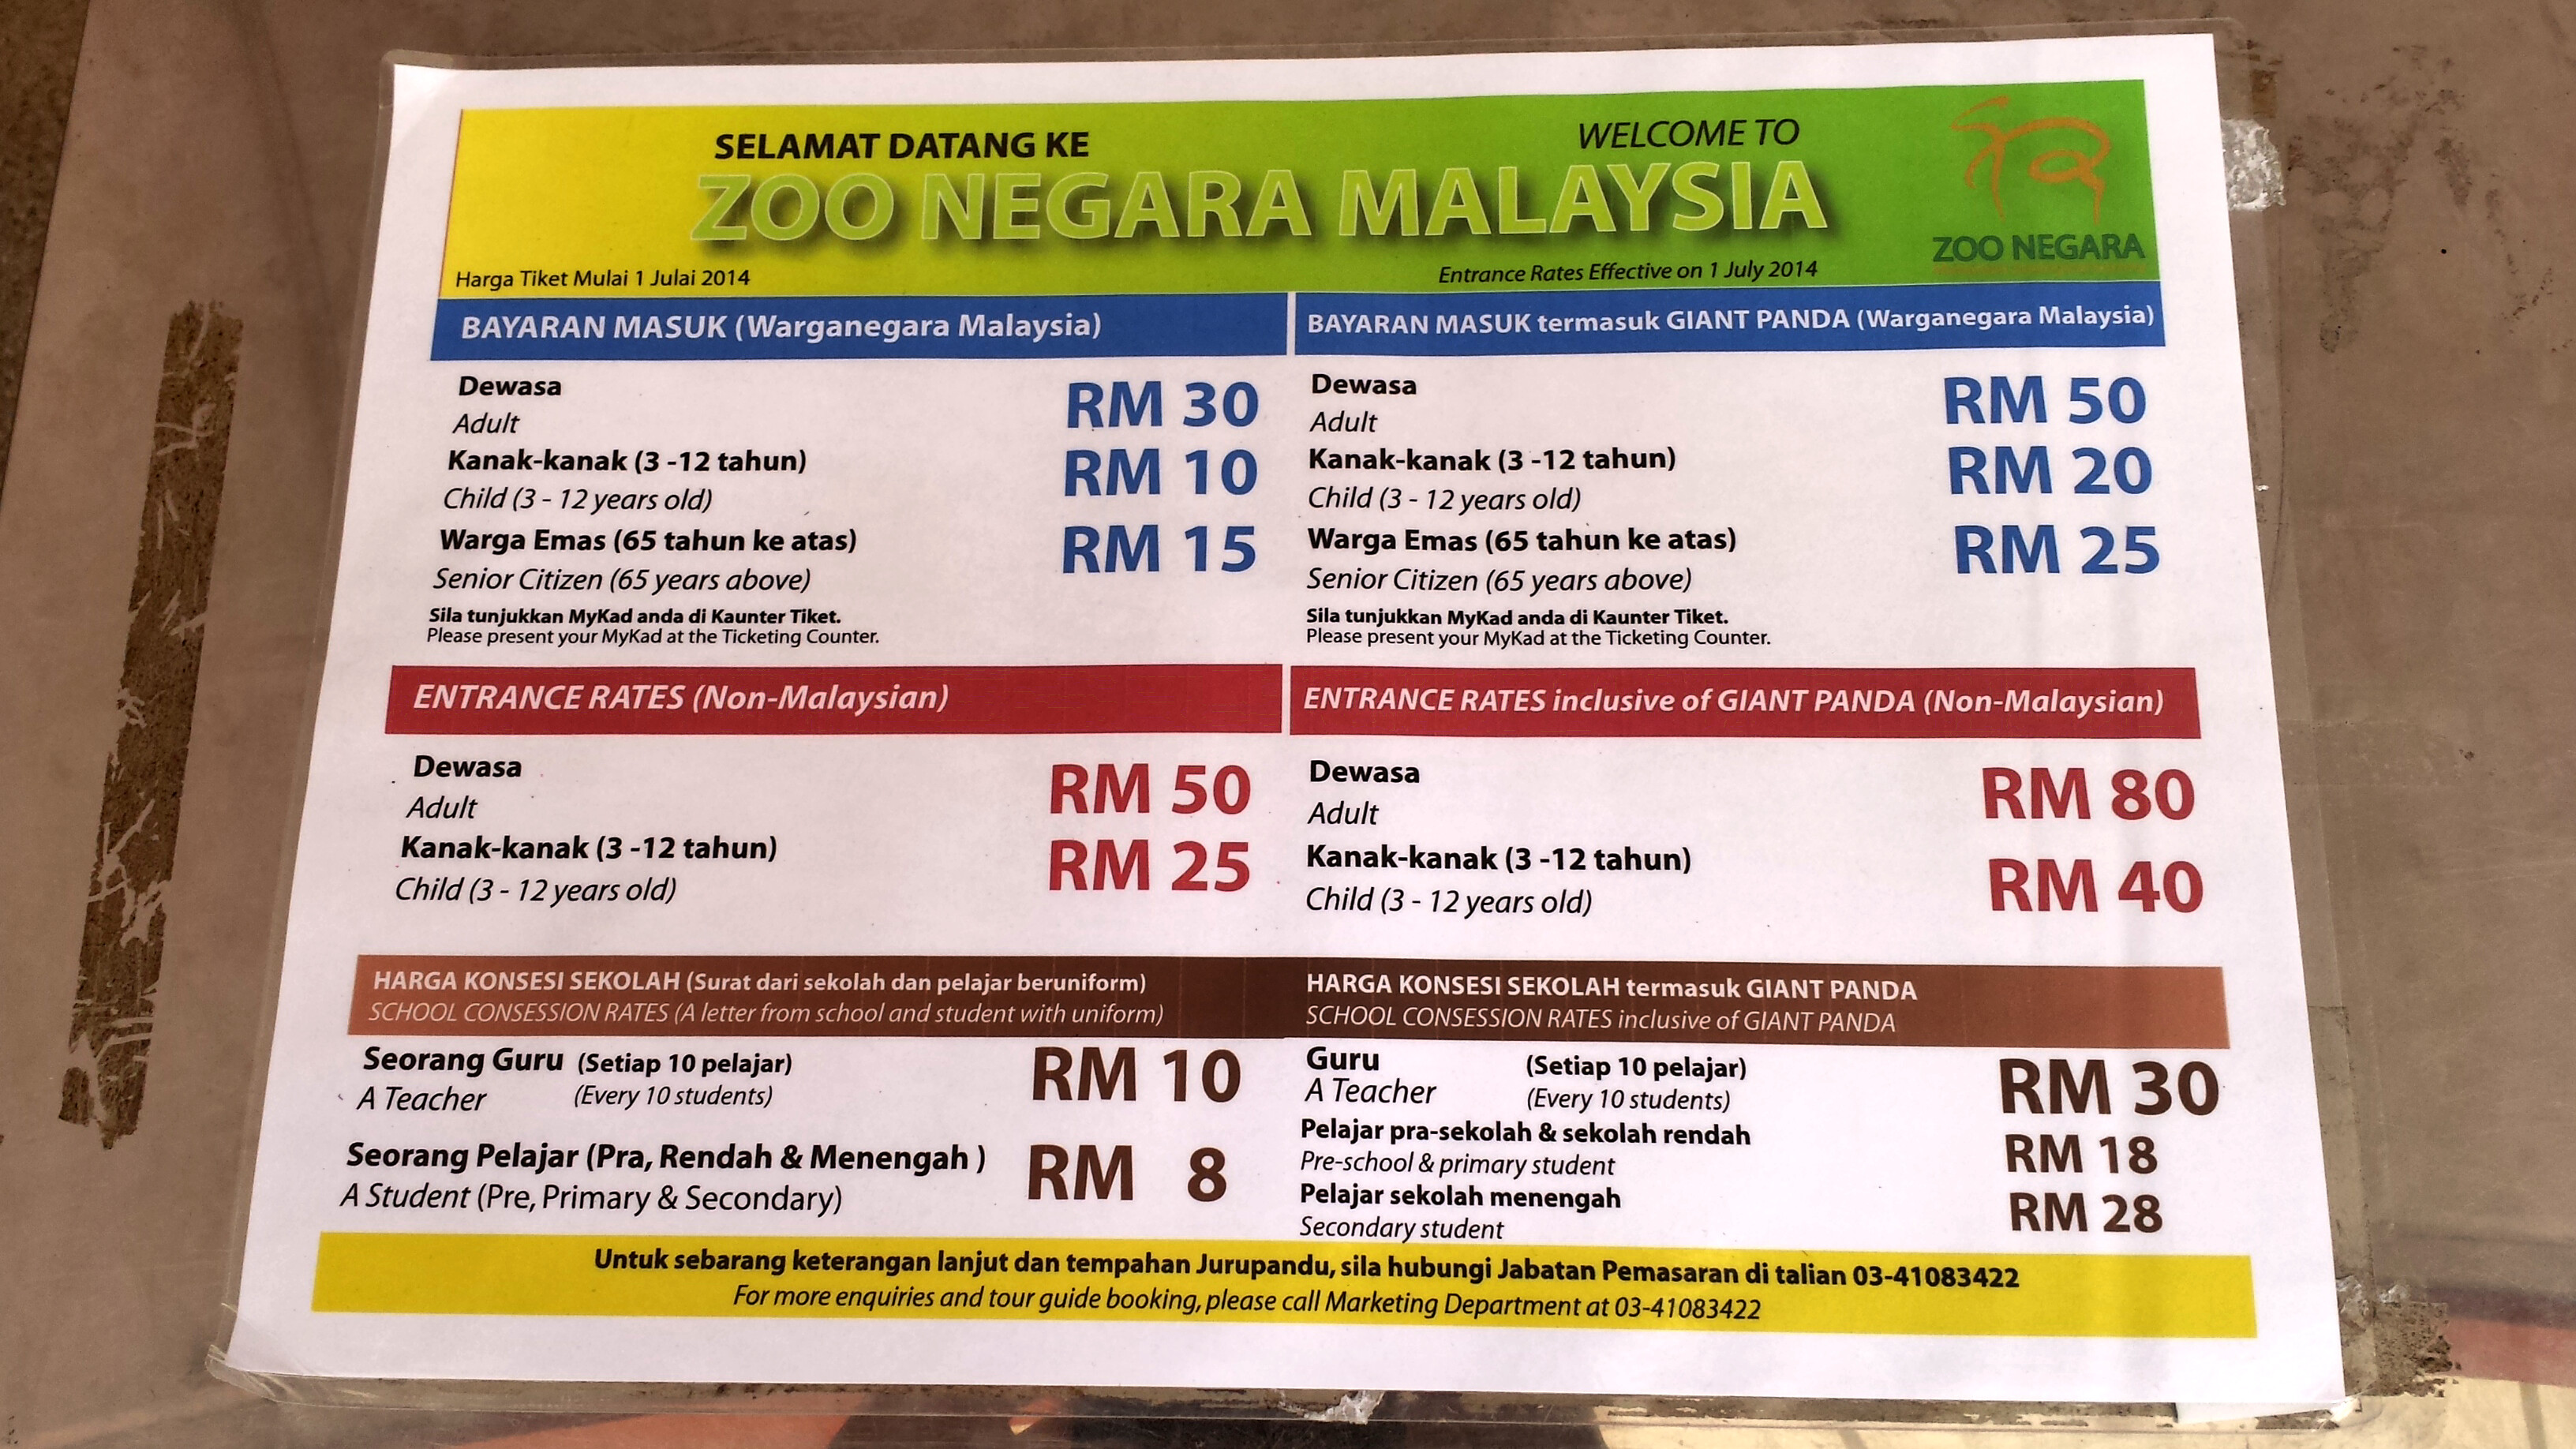 SELAMAT DATANG KE
WELCOME TO
ZOO NEGARA MALAYSIA
ZOO NEGARA
Harga Tiket Mulai 1 Julai 2014
Entrance Rates Effective on 1 July 2014
BAYARAN MASUK (Warganegara Malaysia)
Dewasa
Adult
RM 30
Kanak-kanak (3 -12 tahun)
Child (3 - 12 years old)
RM 10
Warga Emas (65 tahun ke atas)
Senior Citizen (65 years above)
RM 15
Sila tunjukkan MyKad anda di Kaunter Tiket.
Please present your MyKad at the Ticketing Counter.
BAYARAN MASUK termasuk GIANT PANDA (Warganegara Malaysia)
Dewasa
Adult
RM 50
Kanak-kanak (3 -12 tahun)
Child (3 - 12 years old)
RM 20
Warga Emas (65 tahun ke atas)
Senior Citizen (65 years above)
RM 25
Sila tunjukkan MyKad anda di Kaunter Tiket.
Please present your MyKad at the Ticketing Counter.
ENTRANCE RATES (Non-Malaysian)
Dewasa
Adult
RM 50
Kanak-kanak (3 -12 tahun)
Child (3 - 12 years old)
RM 25
ENTRANCE RATES inclusive of GIANT PANDA (Non-Malaysian)
Dewasa
Adult
RM 80
Kanak-kanak (3 -12 tahun)
Child (3 - 12 years old)
RM 40
HARGA KONSESI SEKOLAH (Surat dari sekolah dan pelajar beruniform)
SCHOOL CONSESSION RATES (A letter from school and student with uniform)
Seorang Guru (Setiap 10 pelajar)
A Teacher (Every 10 students)
RM 10
Seorang Pelajar (Pra, Rendah & Menengah )
A Student (Pre, Primary & Secondary)
RM 8
HARGA KONSESI SEKOLAH termasuk GIANT PANDA
SCHOOL CONSESSION RATES inclusive of GIANT PANDA
Guru (Setiap 10 pelajar)
A Teacher (Every 10 students)
RM 30
Pelajar pra-sekolah & sekolah rendah
Pre-school & primary student
RM 18
Pelajar sekolah menengah
Secondary student
RM 28
Untuk sebarang keterangan lanjut dan tempahan Jurupandu, sila hubungi Jabatan Pemasaran di talian 03-41083422
For more enquiries and tour guide booking, please call Marketing Department at 03-41083422